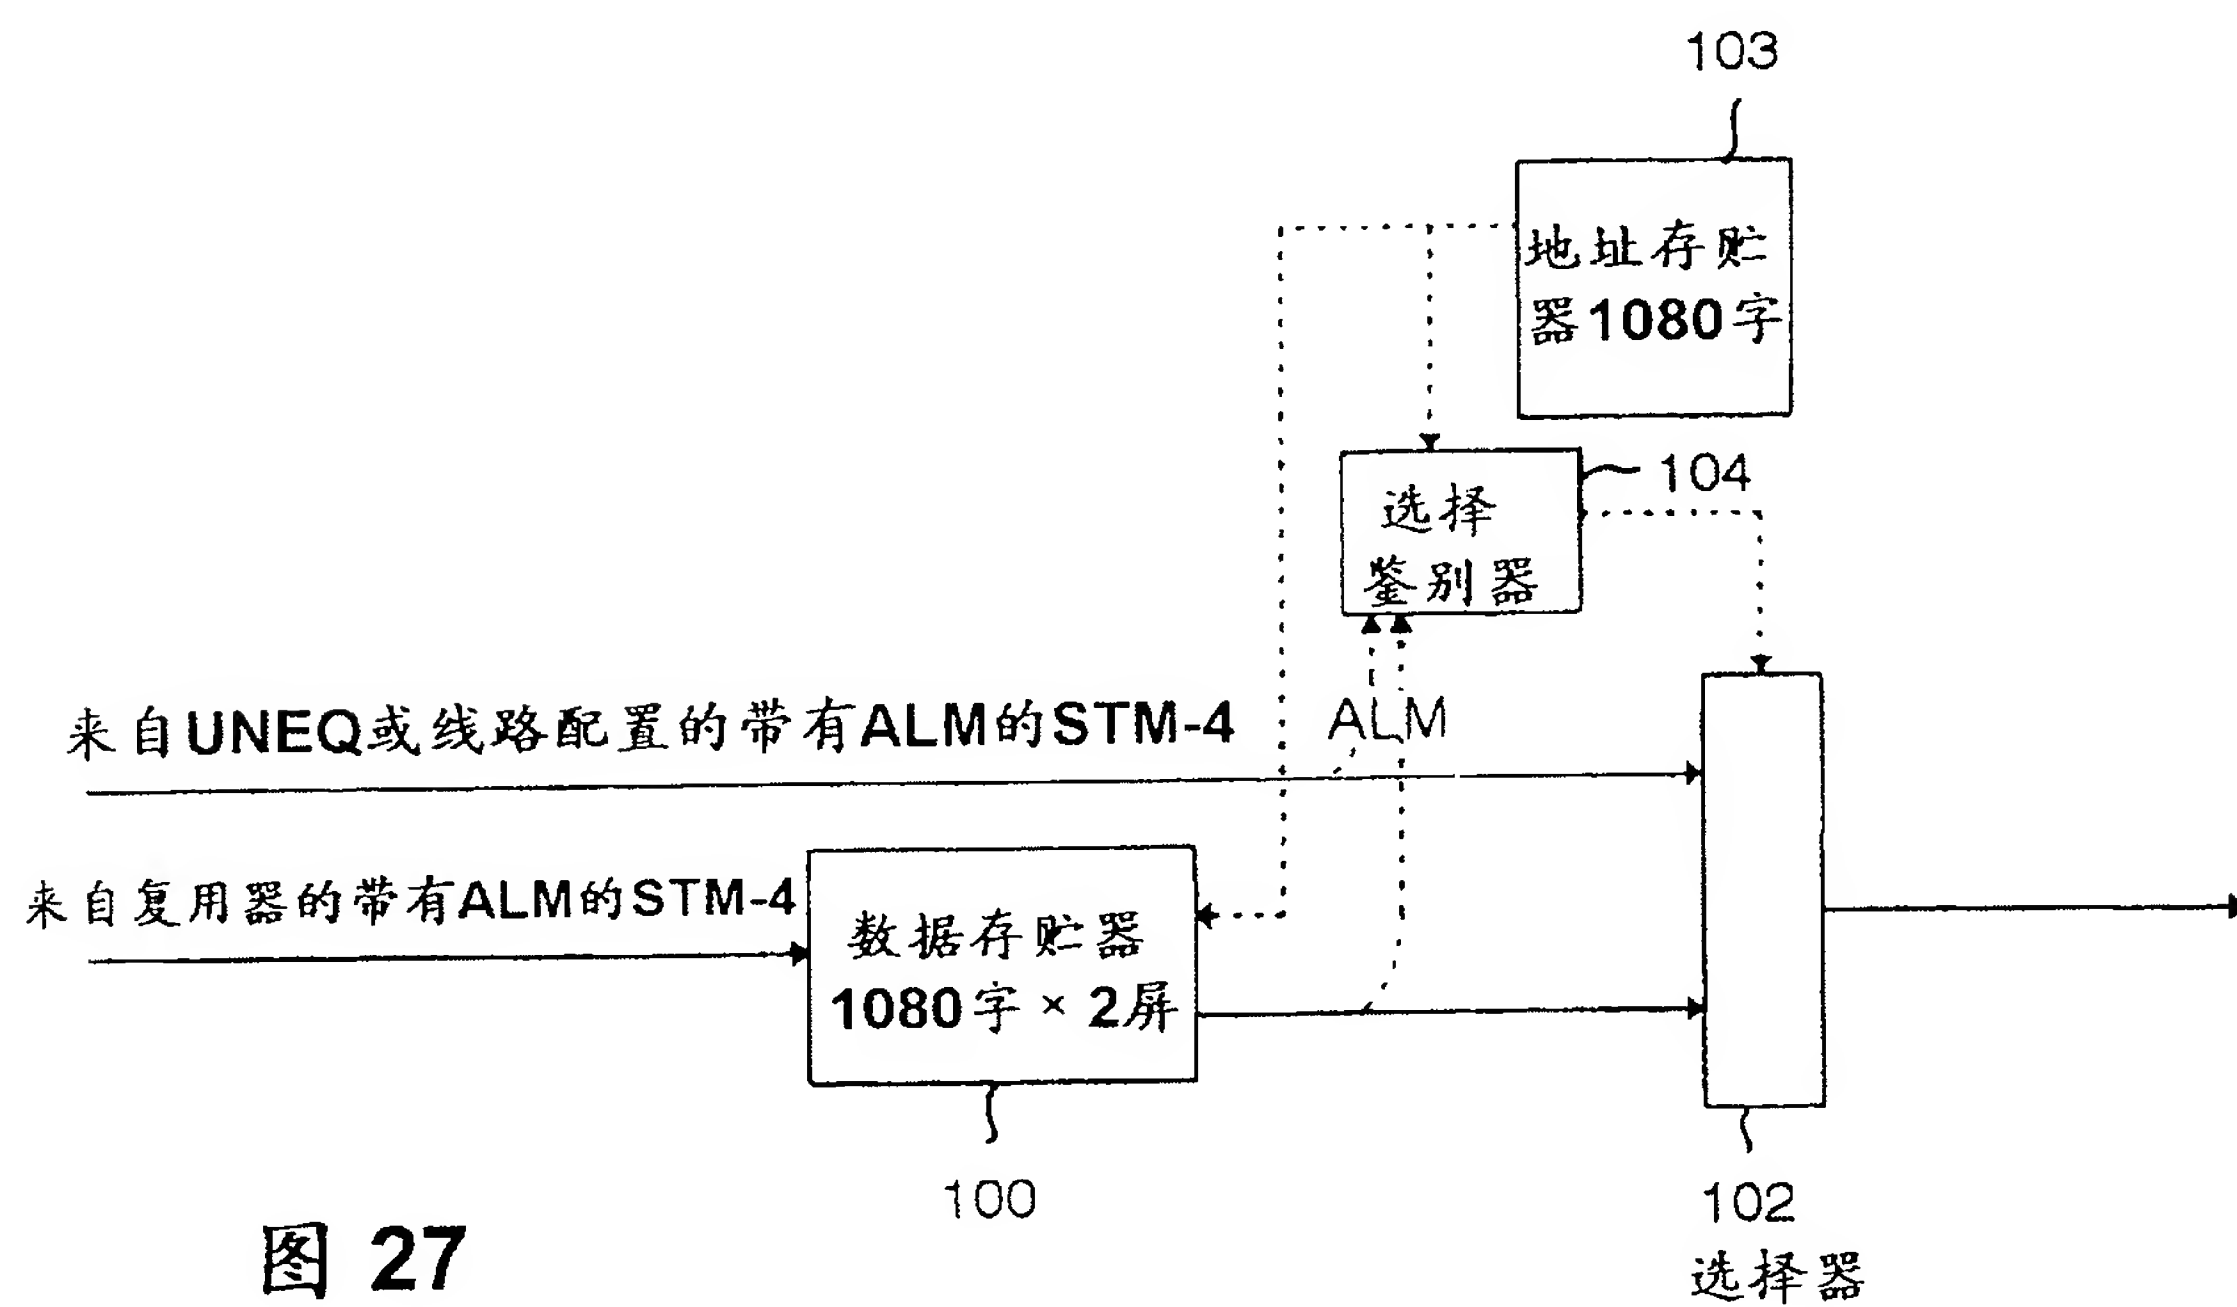 103
地址存贮
器1080字
104
选择
鉴别器
来自UNEQ或线路配置的带有ALM的STM-4
ALM
来自复用器的带有ALM的STM-4
数据存贮器
1080字 × 2屏
100
102
选择器
图 27